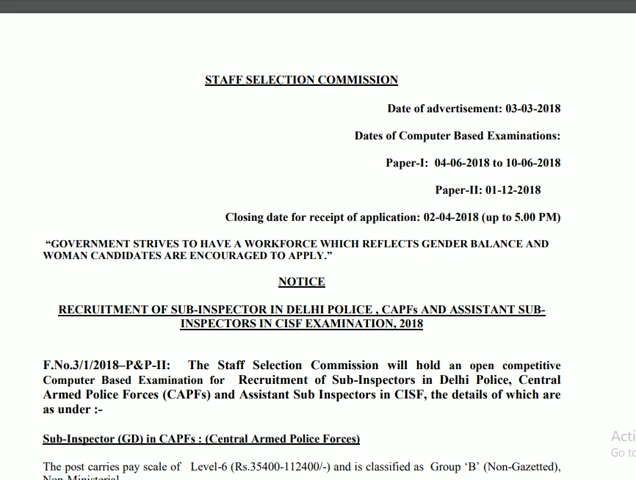 STAFF SELECTION COMMISSION
Date of advertisement: 03-03-2018
Dates of Computer Based Examinations:
Paper-I: 04-06-2018 to 10-06-2018
Paper-II: 01-12-2018
Closing date for receipt of application: 02-04-2018 (up to 5.00 PM)
“GOVERNMENT STRIVES TO HAVE A WORKFORCE WHICH REFLECTS GENDER BALANCE AND
WOMAN CANDIDATES ARE ENCOURAGED TO APPLY.”
NOTICE
RECRUITMENT OF SUB-INSPECTOR IN DELHI POLICE , CAPFs AND ASSISTANT SUB-
INSPECTORS IN CISF EXAMINATION, 2018
F.No.3/1/2018–P&P-II: The Staff Selection Commission will hold an open competitive
Computer Based Examination for Recruitment of Sub-Inspectors in Delhi Police, Central
Armed Police Forces (CAPFs) and Assistant Sub Inspectors in CISF, the details of which are
as under :-
Sub-Inspector (GD) in CAPFs : (Central Armed Police Forces)
The post carries pay scale of Level-6 (Rs.35400-112400/-) and is classified as Group ‘B’ (Non-Gazetted),
Non-Ministerial
Acti
Go to